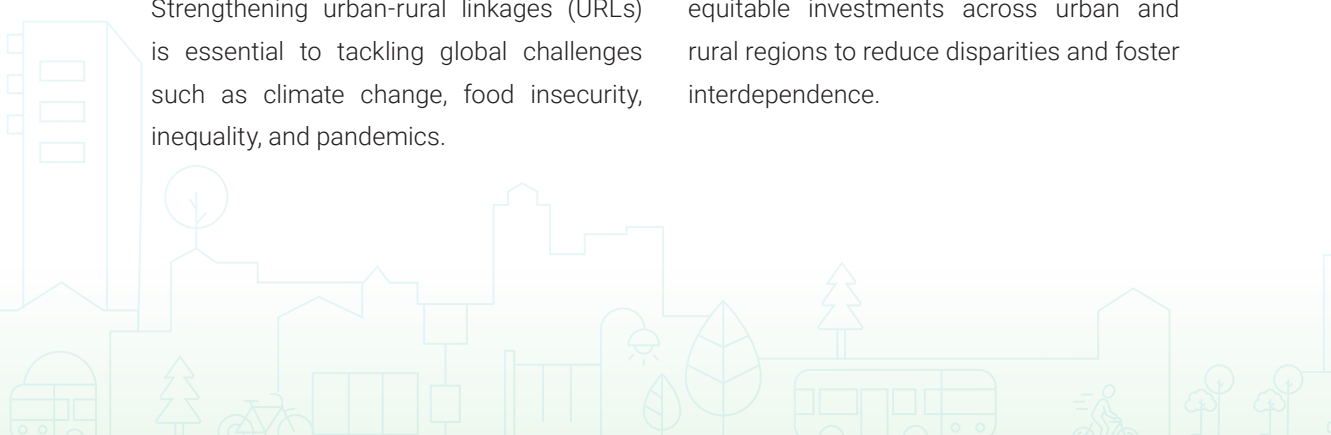 Strengthening urban-rural linkages (URLs)
is essential to tackling global challenges
such as climate change, food insecurity,
inequality, and pandemics.
equitable investments across urban and
rural regions to reduce disparities and foster
interdependence.